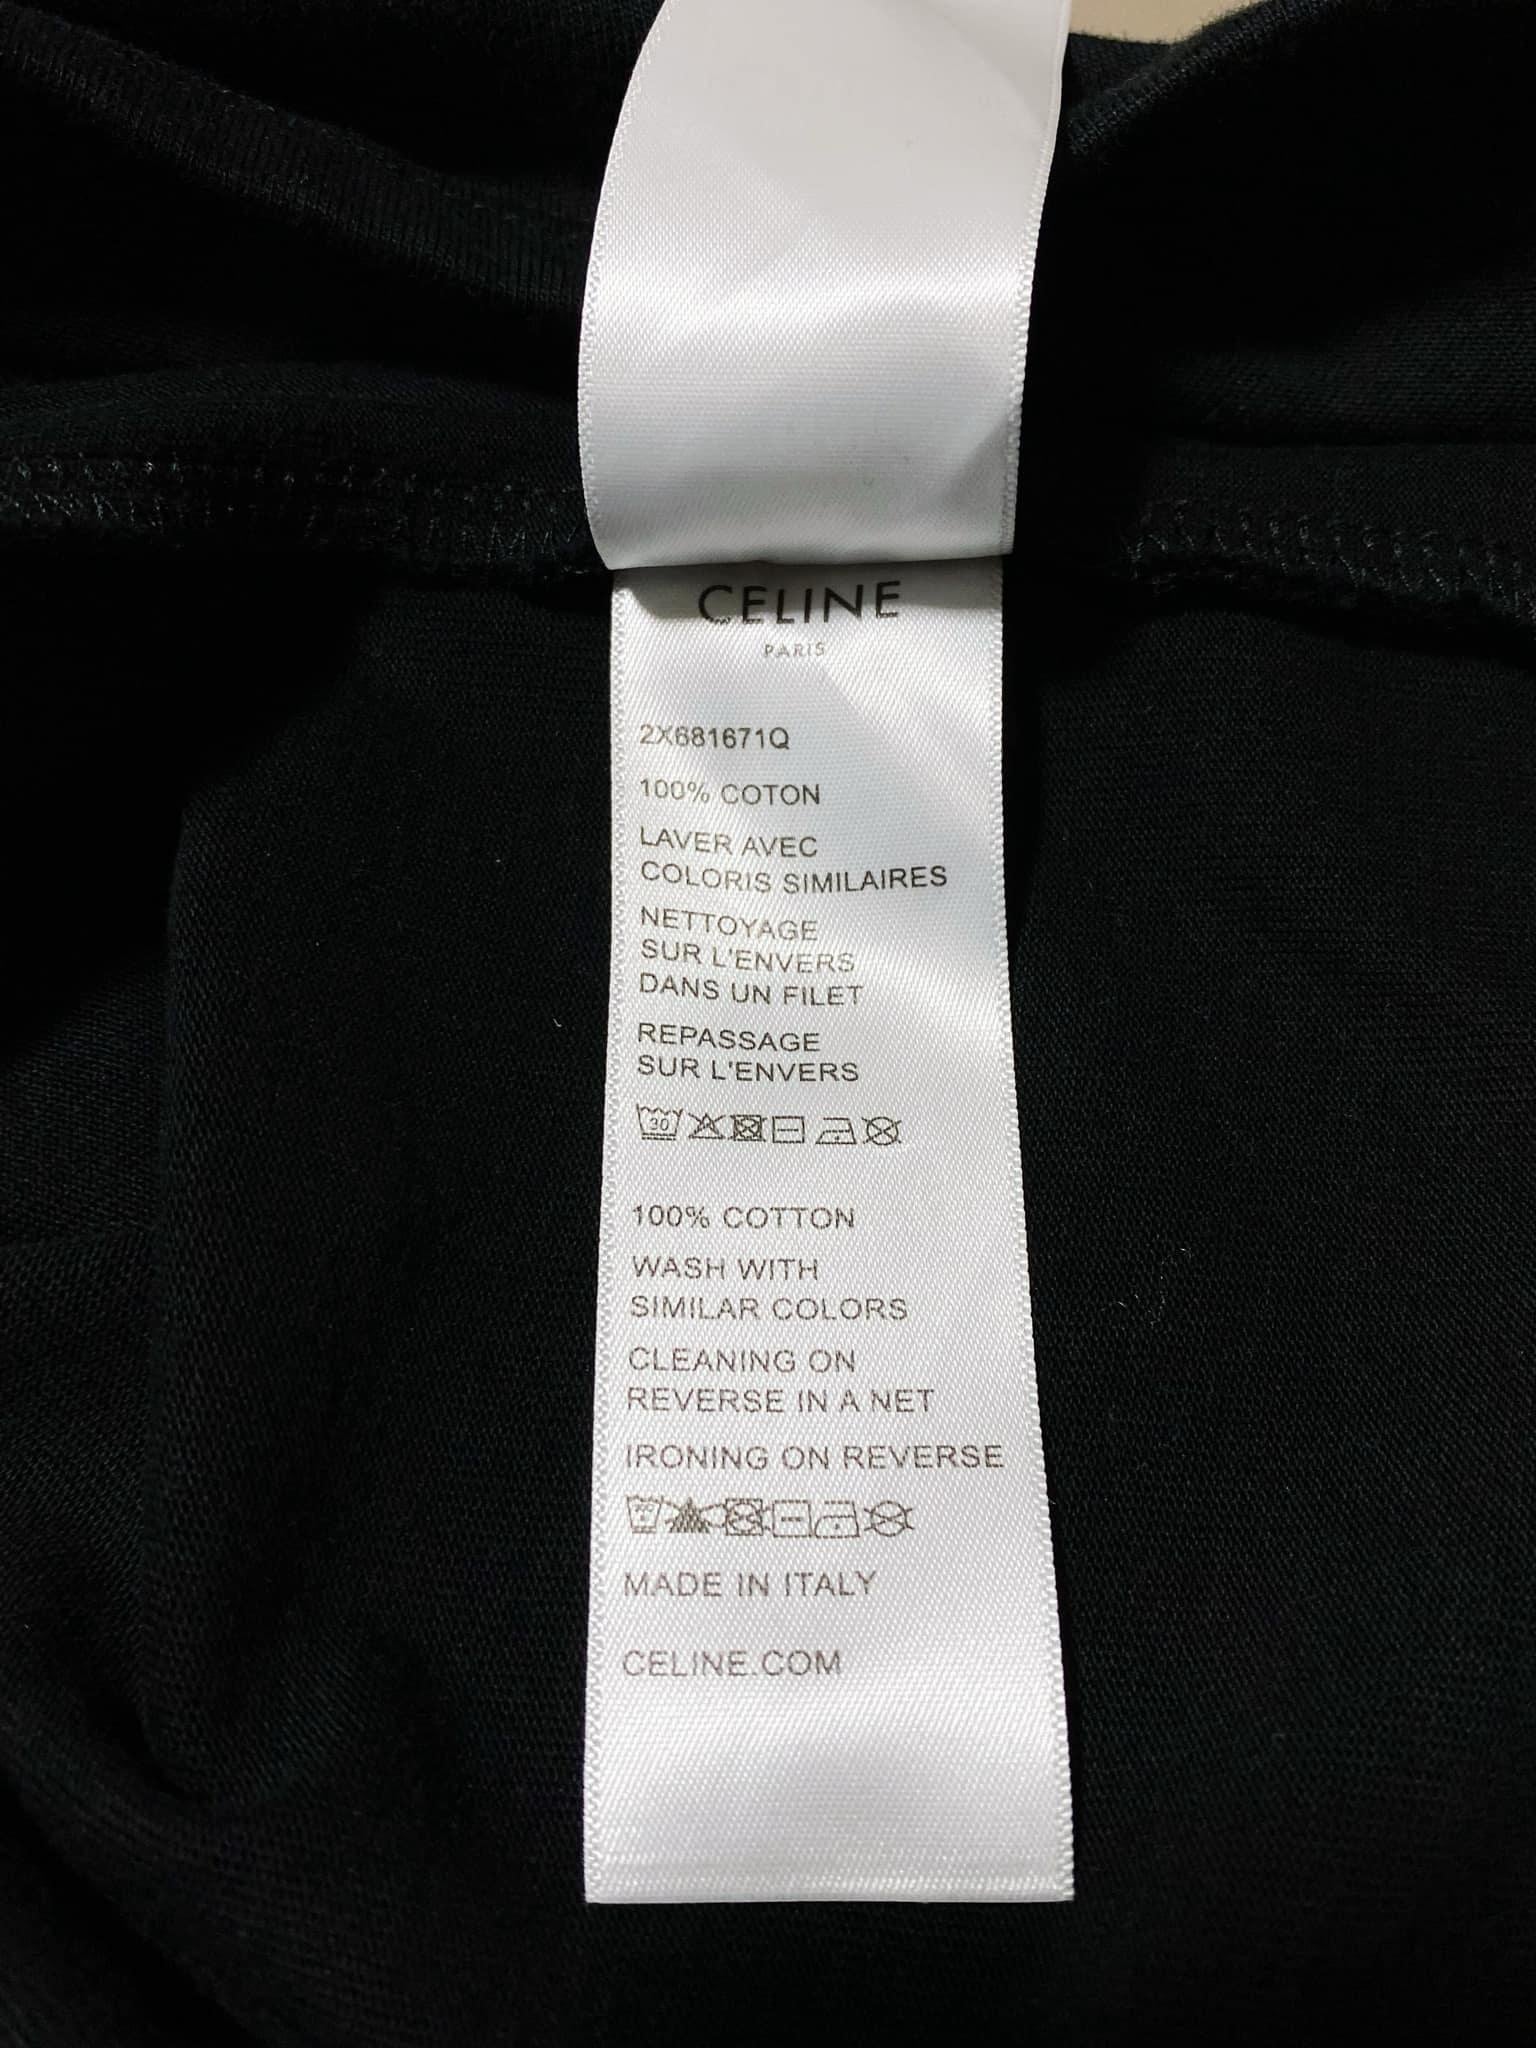 CELINE
PARIS
2X681671Q
100% COTON
LAVER AVEC
COLORIS SIMILAIRES
NETTOYAGE
SUR L'ENVERS
DANS UN FILET
REPASSAGE
SUR L'ENVERS
30
100% COTTON
WASH WITH
SIMILAR COLORS
CLEANING ON
REVERSE IN A NET
IRONING ON REVERSE
MADE IN ITALY
CELINE.COM